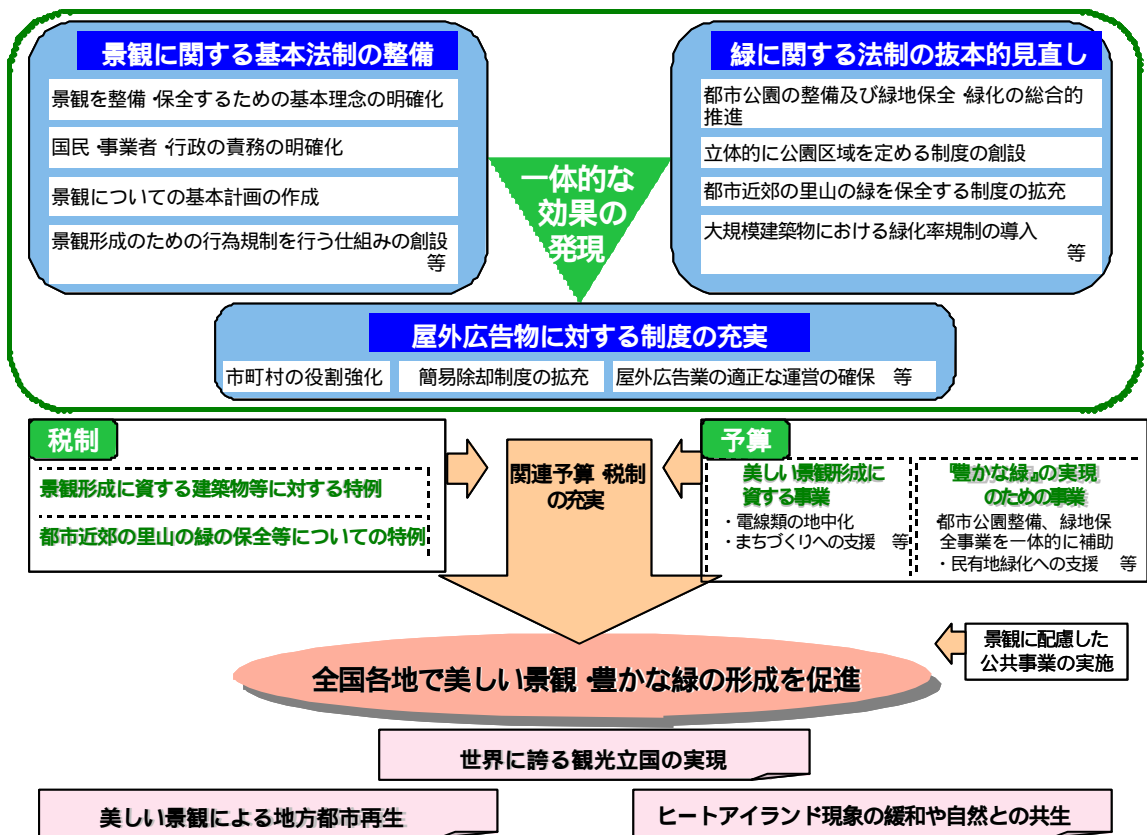 景観に関する基本法制の整備
景観を整備・保全するための基本理念の明確化
国民・事業者・行政の責務の明確化
景観についての基本計画の作成
景観形成のための行為規制を行う仕組みの創設
等
緑に関する法制の抜本的見直し
都市公園の整備及び緑地保全・緑化の総合的
推進
立体的に公園区域を定める制度の創設
都市近郊の里山の緑を保全する制度の拡充
大規模建築物における緑化率規制の導入
等
一体的な
効果の
発現
屋外広告物に対する制度の充実
市町村の役割強化
簡易除却制度の拡充
屋外広告業の適正な運営の確保 等
税制
景観形成に資する建築物等に対する特例
都市近郊の里山の緑の保全等についての特例
関連予算・税制
の充実
予算
美しい景観形成に
資する事業
・電線類の地中化
・まちづくりへの支援 等
『豊かな緑』の実現
のための事業
・都市公園整備、緑地保
全事業を一体的に補助
・民有地緑化への支援 等
景観に配慮した
公共事業の実施
全国各地で美しい景観・豊かな緑の形成を促進
世界に誇る観光立国の実現
美しい景観による地方都市再生
ヒートアイランド現象の緩和や自然との共生